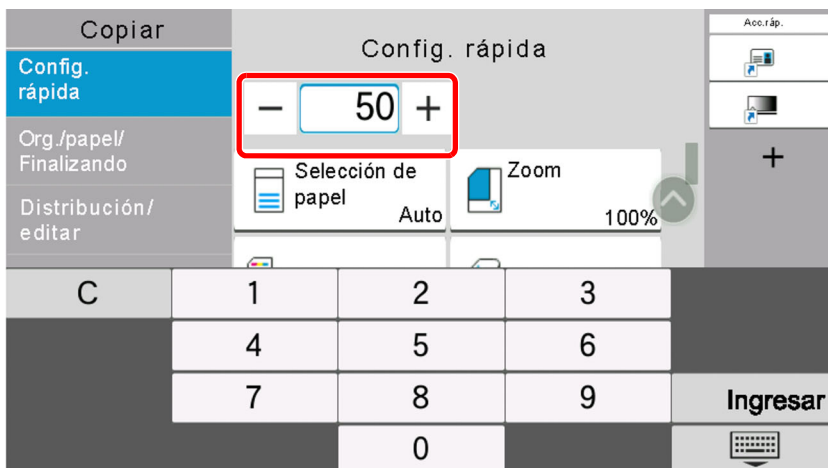 Copiar
Config.
rápida
Org./papel/
Finalizando
Distribución/
editar
Config. rápida
− 50 +
Selección de
papel
Auto
Zoom
100%
Acc.ráp.
+
C 1 2 3
4 5 6
7 8 9
Ingresar
0